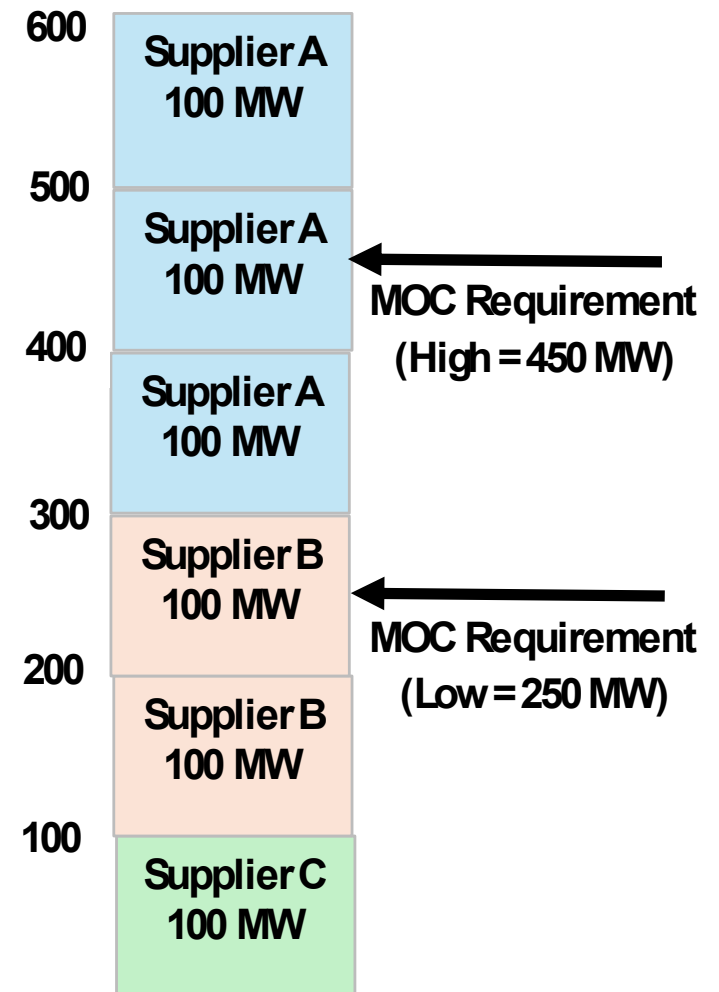 600
Supplier A
100 MW
500
Supplier A
100 MW
MOC Requirement
(High = 450 MW)
400
Supplier A
100 MW
300
Supplier B
100 MW
MOC Requirement
(Low = 250 MW)
200
Supplier B
100 MW
100
Supplier C
100 MW